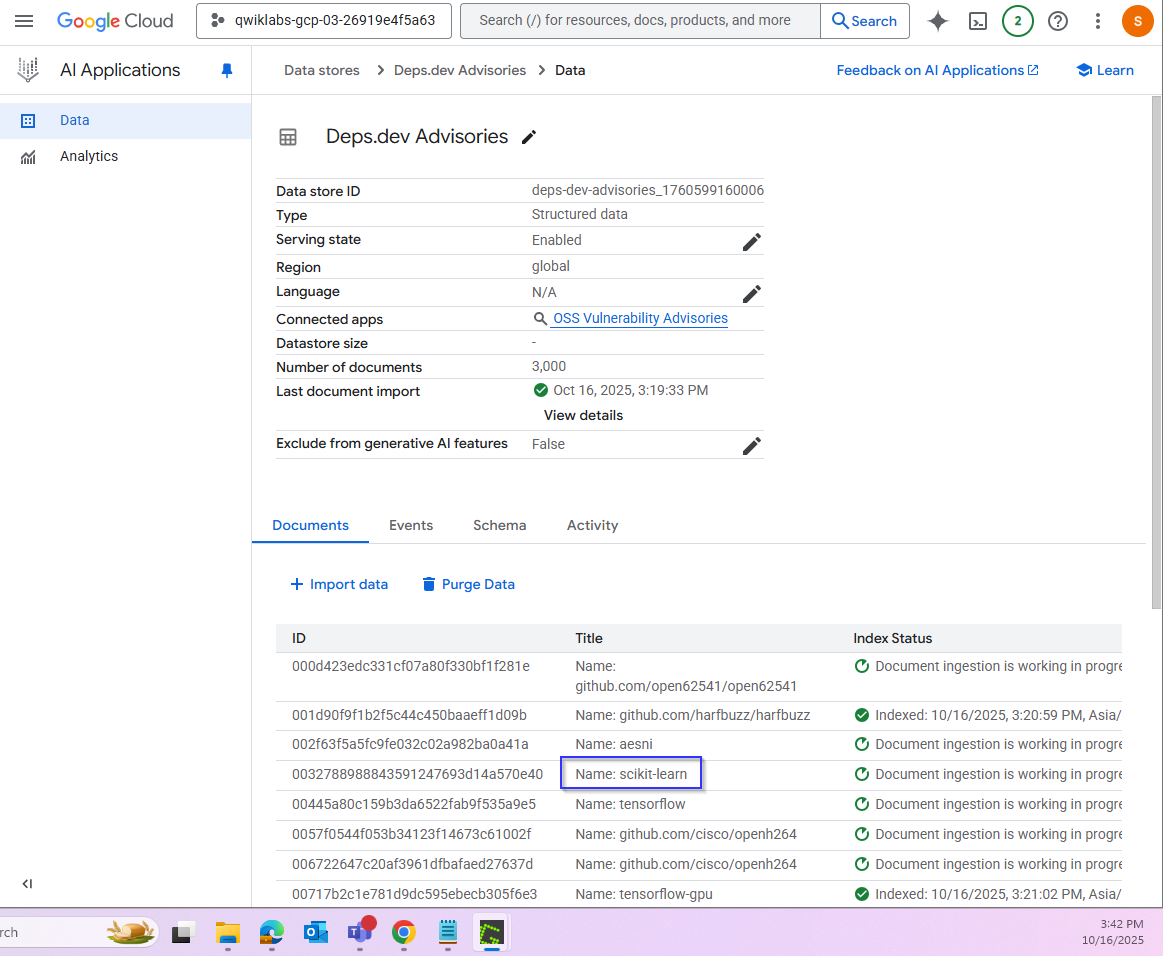 Google Cloud
qwiklabs-gcp-03-26919e4f5a63
Search (/) for resources, docs, products, and more
Search
2
S
AI Applications
Data stores > Deps.dev Advisories > Data
Feedback on AI Applications
Learn
Data
Analytics
Deps.dev Advisories
Data store ID deps-dev-advisories_1760599160006
Type Structured data
Serving state Enabled
Region global
Language N/A
Connected apps OSS Vulnerability Advisories
Datastore size -
Number of documents 3,000
Last document import Oct 16, 2025, 3:19:33 PM
View details
Exclude from generative AI features False
Documents Events Schema Activity
+ Import data Purge Data
ID Title Index Status
000d423edc331cf07a80f330bf1f281e Name: Document ingestion is working in progre
github.com/open62541/open62541
001d90f9f1b2f5c44c450baaeff1d09b Name: github.com/harfbuzz/harfbuzz Indexed: 10/16/2025, 3:20:59 PM, Asia/
002f63f5a5fc9fe032c02a982ba0a41a Name: aesni Document ingestion is working in progre
0032788988843591247693d14a570e40 Name: scikit-learn Document ingestion is working in progre
00445a80c159b3da6522fab9f535a9e5 Name: tensorflow Document ingestion is working in progre
0057f0544f053b34123f14673c61002f Name: github.com/cisco/openh264 Document ingestion is working in progre
006722647c20af3961dfbafaed27637d Name: github.com/cisco/openh264 Document ingestion is working in progre
00717b2c1e781d9dc595ebecb305f6e3 Name: tensorflow-gpu Indexed: 10/16/2025, 3:21:02 PM, Asia/
rch
3:42 PM
10/16/2025